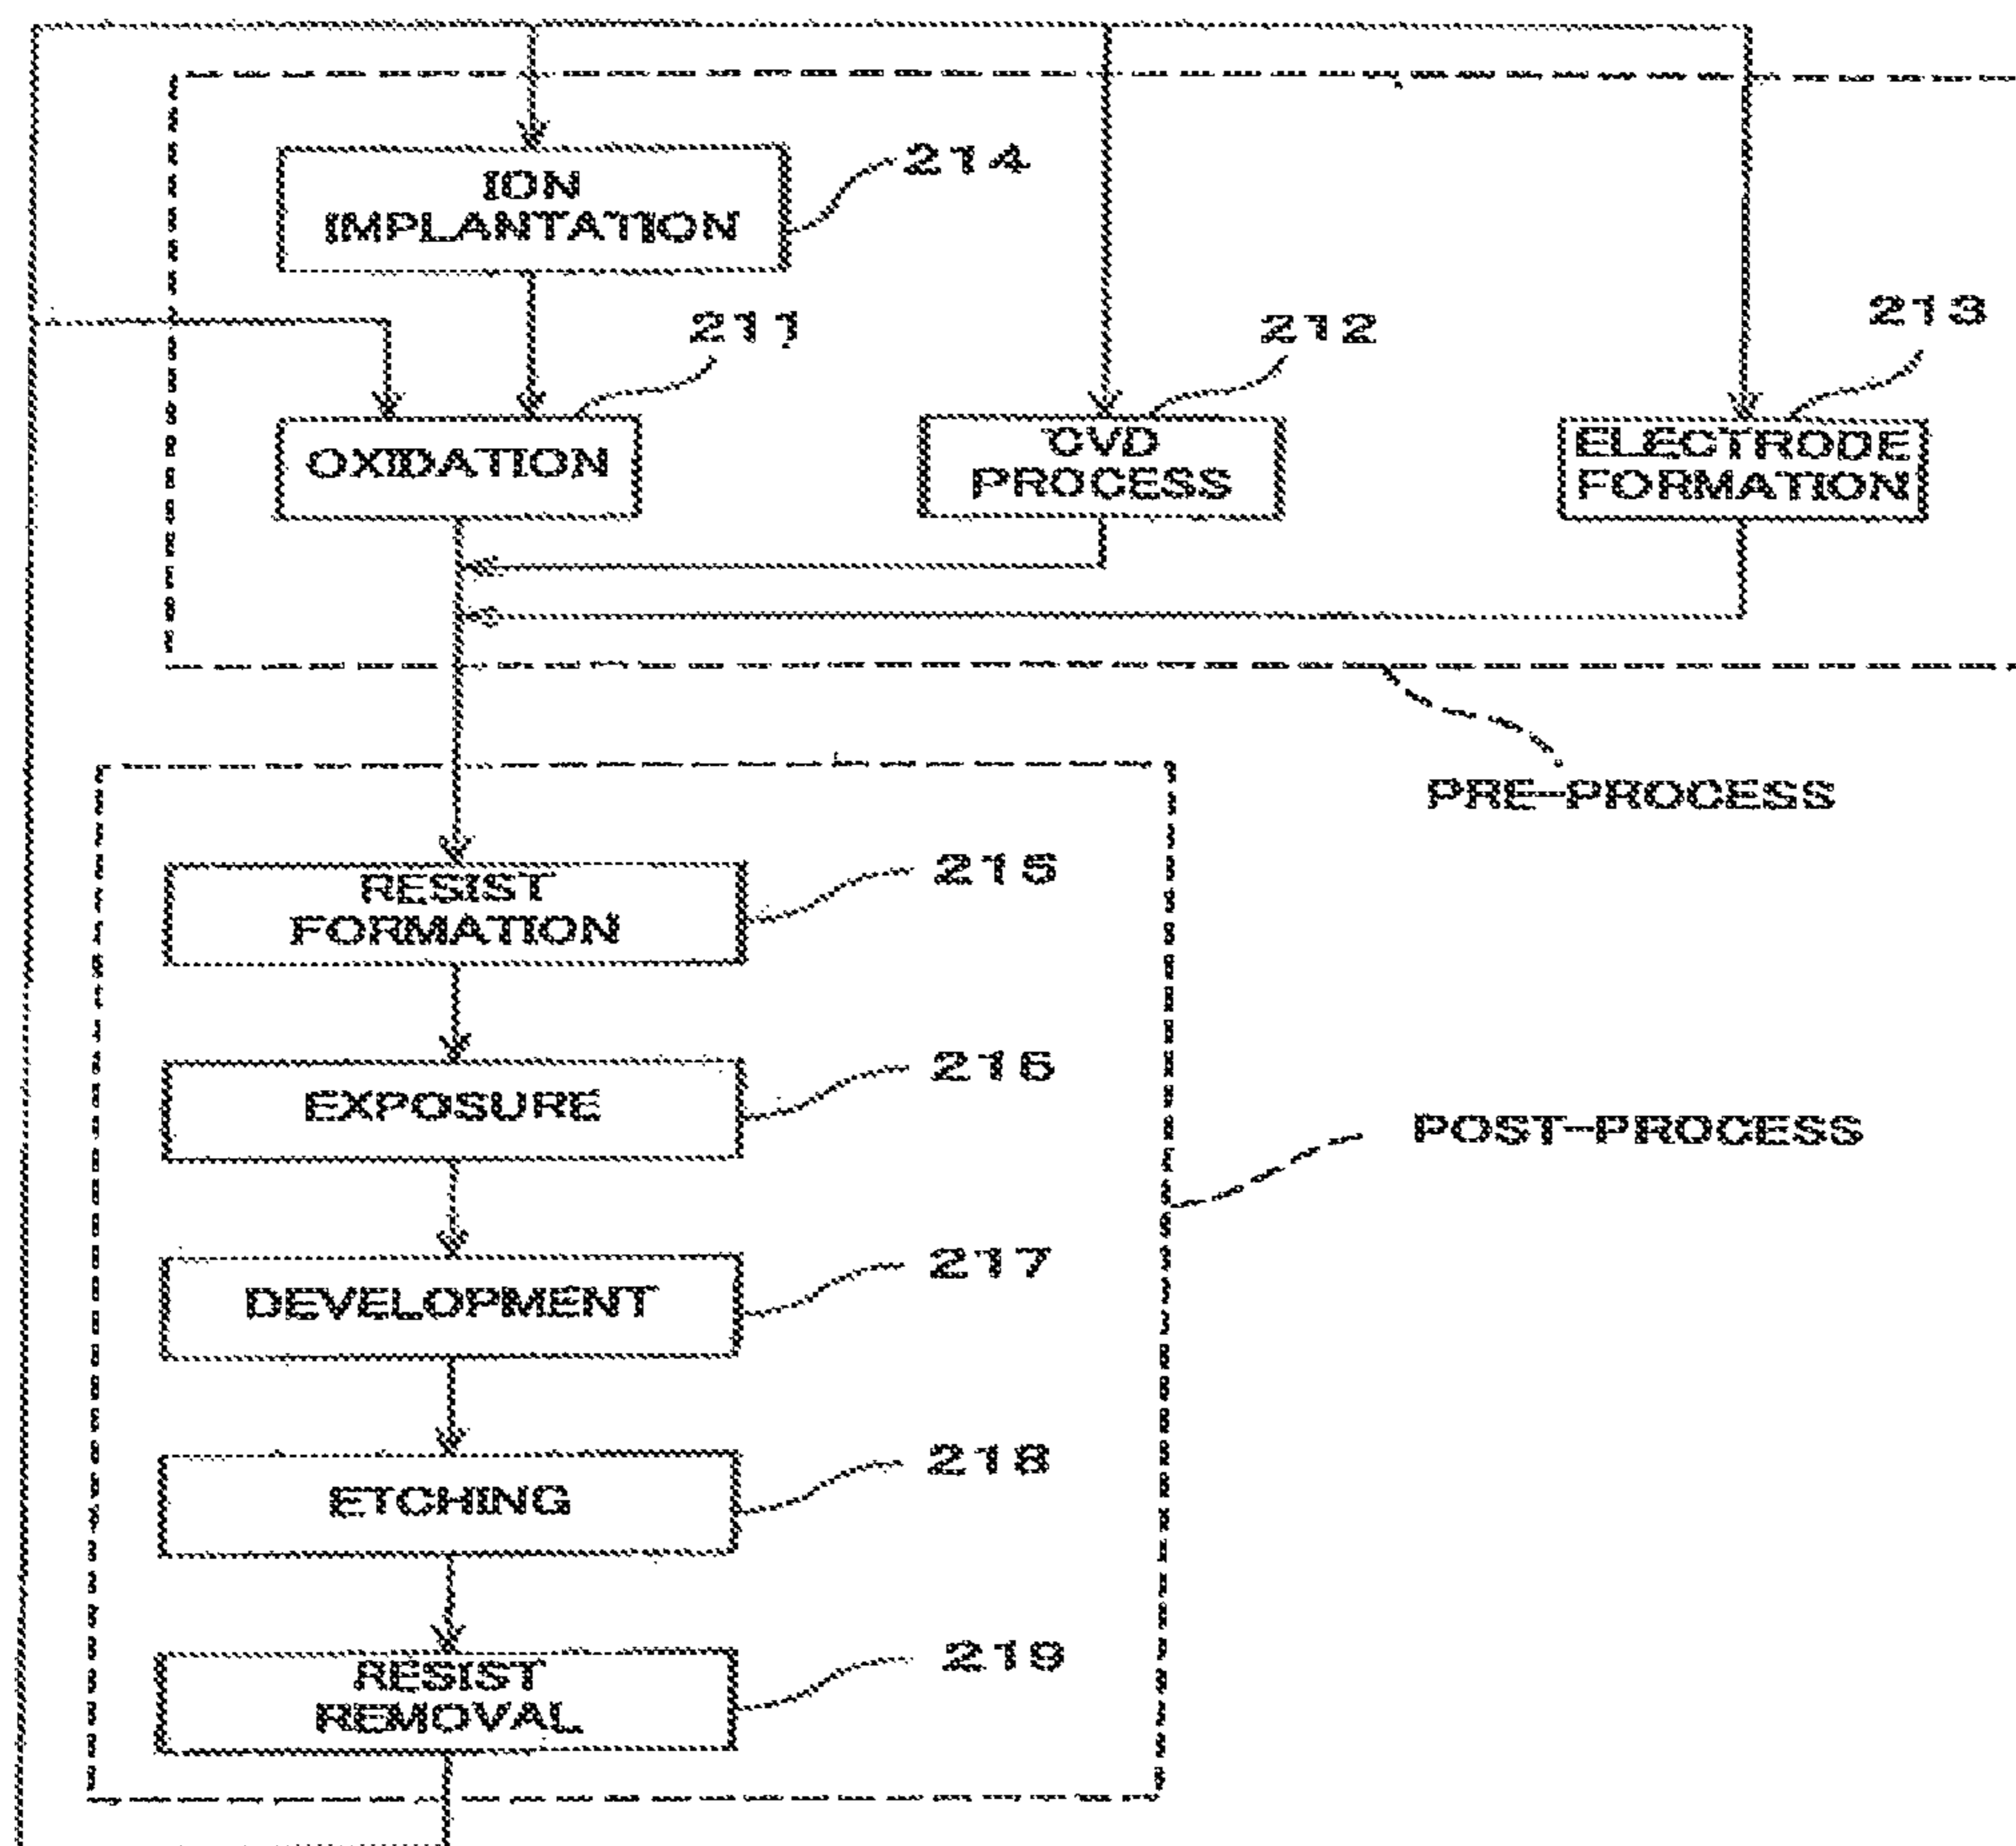 214
ION
IMPLANTATION
211
212
213
OXIDATION
CVD
PROCESS
ELECTRODE
FORMATION
PRE-PROCESS
215
RESIST
FORMATION
216
EXPOSURE
POST-PROCESS
217
DEVELOPMENT
218
ETCHING
219
RESIST
REMOVAL